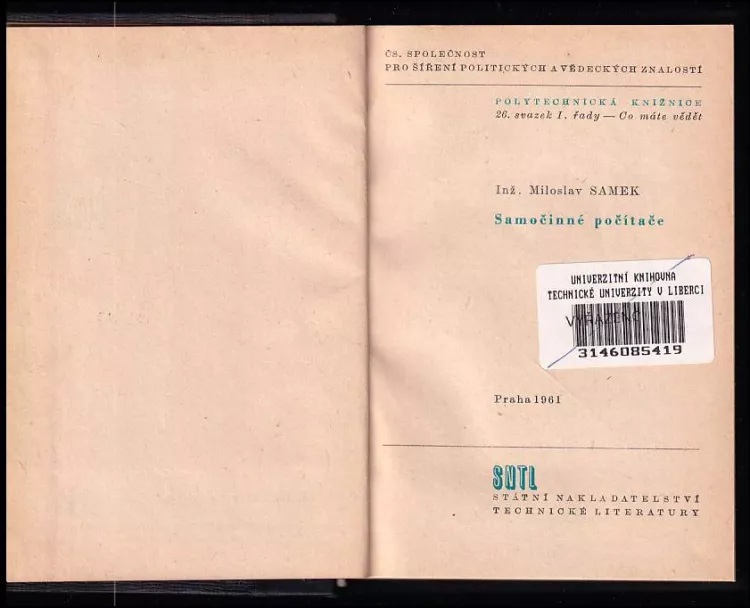 ČS. SPOLEČNOST
PRO ŠÍŘENÍ POLITICKÝCH A VĚDECKÝCH ZNALOSTÍ
POLYTECHNICKÁ KNIŽNICE
26. svazek I. řady — Co máte vědět
Inž. Miloslav SAMEK
Samočinné počítače
UNIVERZITNÍ KNIHOVNA
TECHNICKÉ UNIVERZITY V LIBERCI
VYŘAZENO
3146085419
Praha 1961
SNTL
STÁTNÍ NAKLADATELSTVÍ
TECHNICKÉ LITERATURY